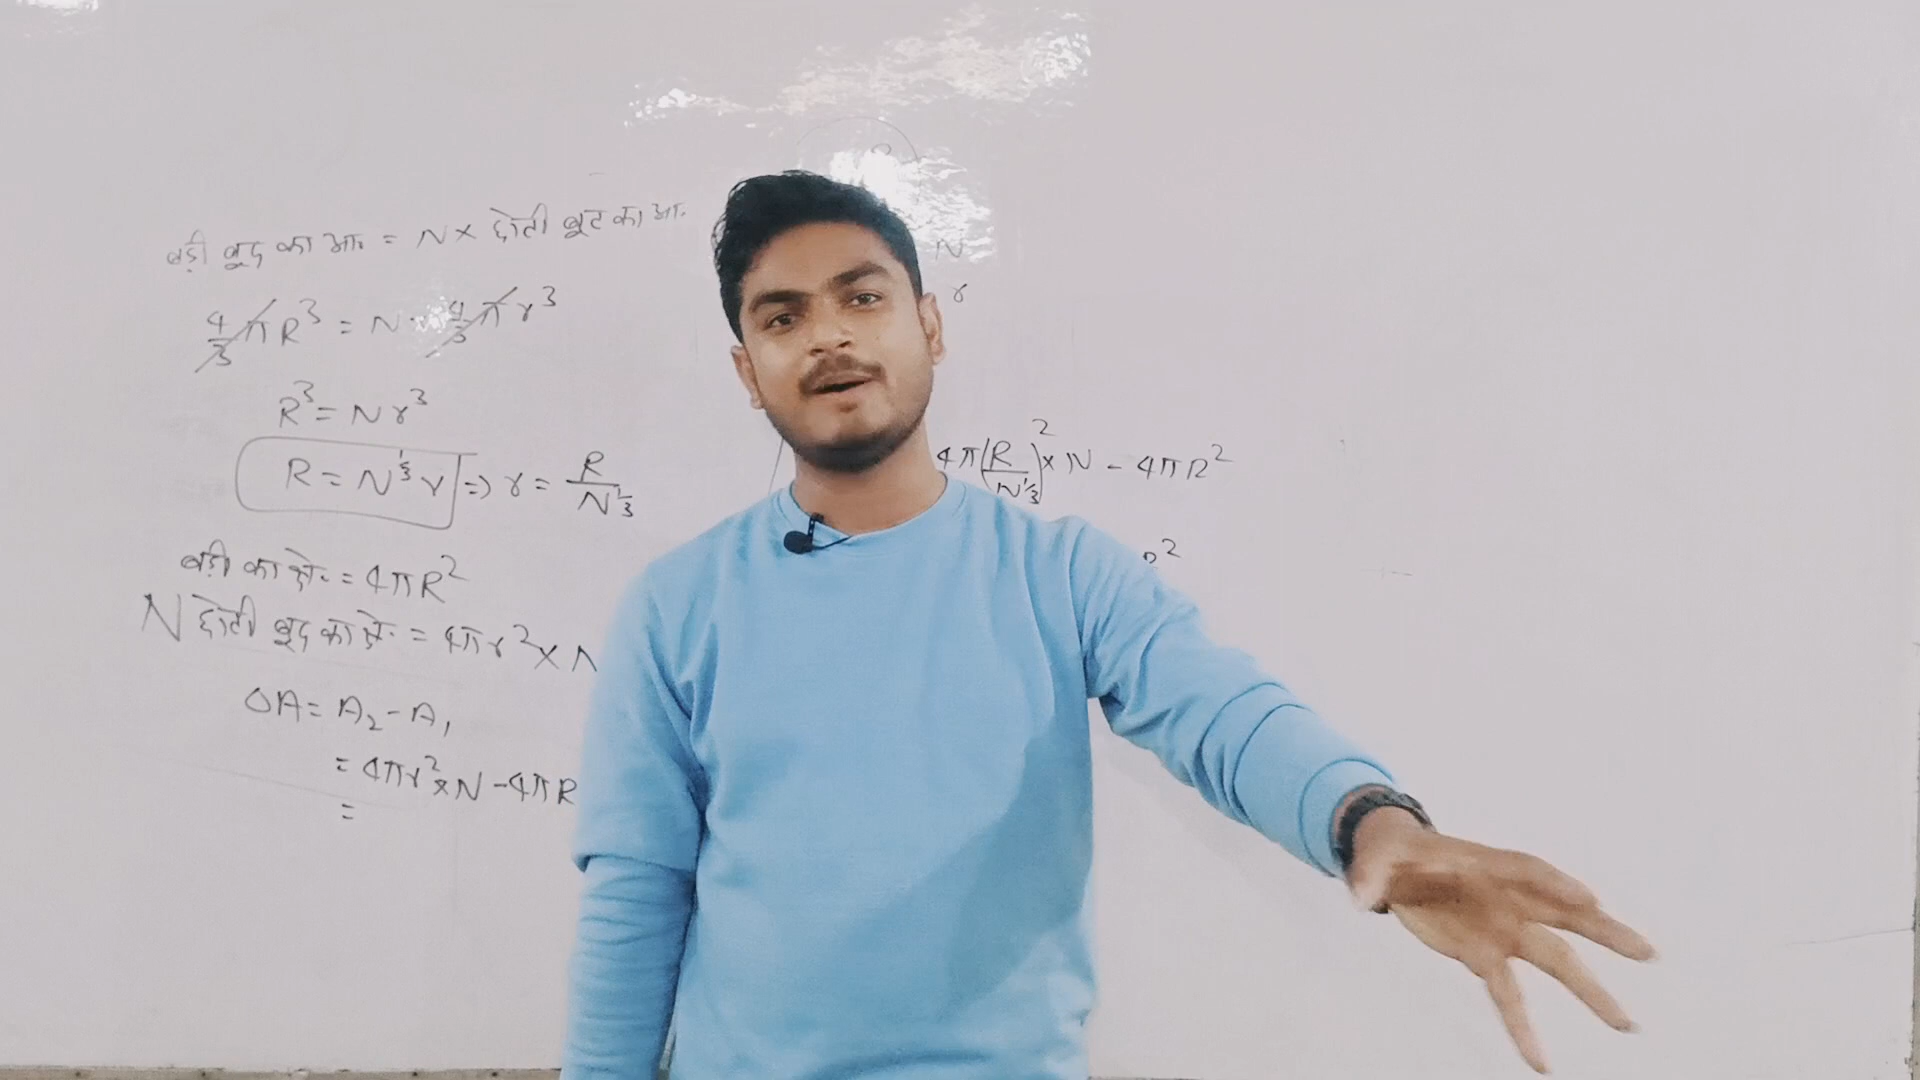 बड़ी बूद का आ. = N × छोटी बूद का आ.
4/3 π R³ = N × 4/3 π r³
R³ = N r³
R = N^⅓ r ⇒ r = R/N^⅓
बड़ी का क्षे. = 4πR²
N छोटी बूद का क्षे. = 4πr² × N
ΔA = A₂ - A₁
= 4πr² × N - 4πR
=
N
r
4π(R/N^⅓)² × N - 4πR²
R²